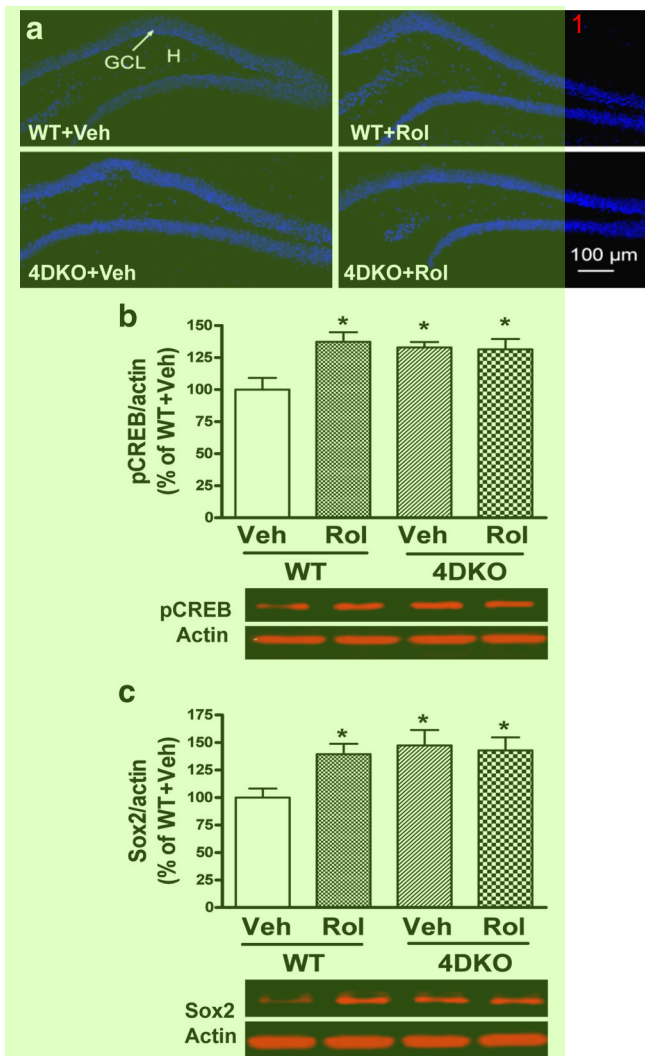 a
1
GCL
H
WT+Veh
WT+Rol
4DKO+Veh
4DKO+Rol
100 µm
b
pCREB/actin
(% of WT+Veh)
150
125
100
75
50
25
0
*
*
*
Veh
Rol
Veh
Rol
WT
4DKO
pCREB
Actin
c
Sox2/actin
(% of WT+Veh)
175
150
125
100
75
50
25
0
*
*
*
Veh
Rol
Veh
Rol
WT
4DKO
Sox2
Actin